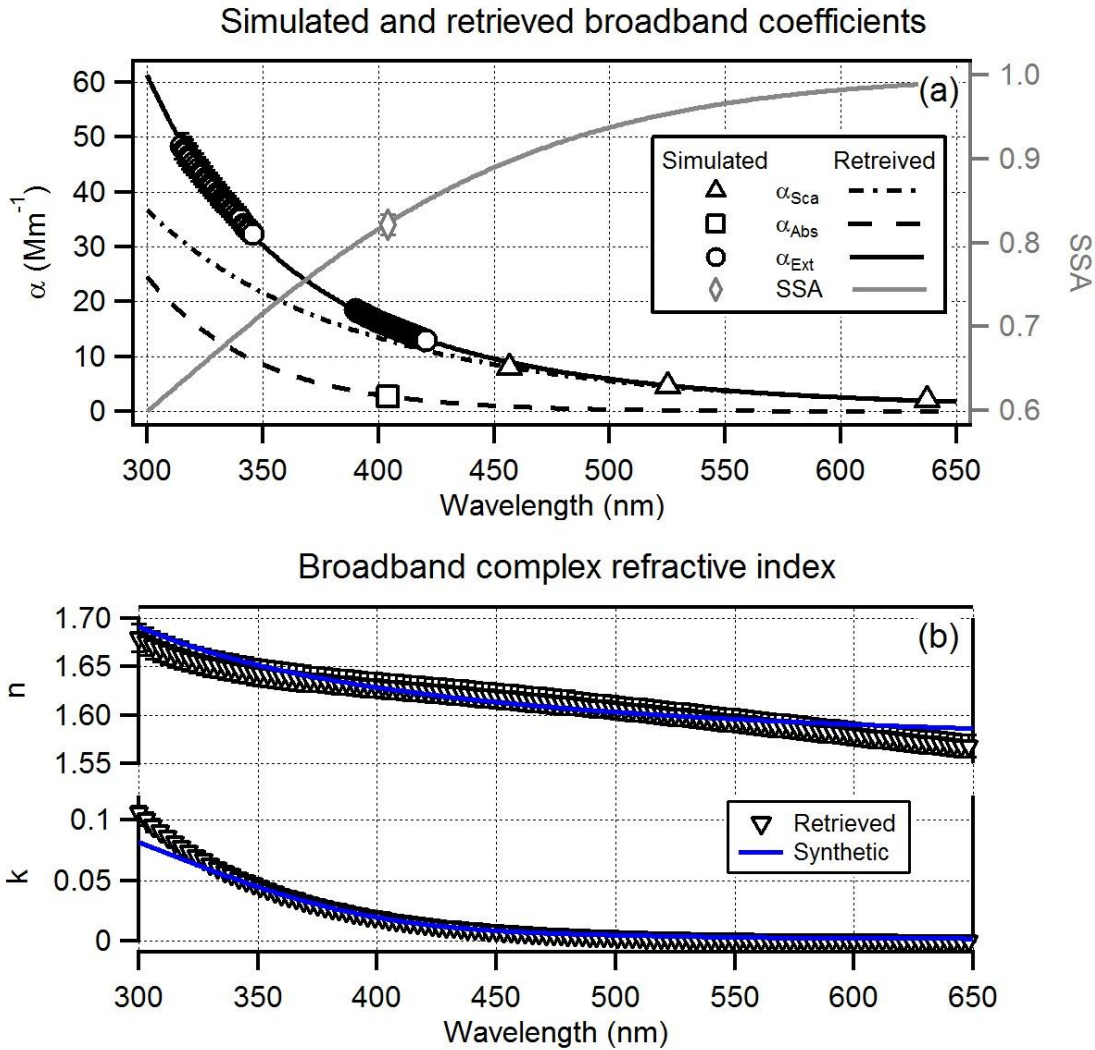 Simulated and retrieved broadband coefficients
(a)
60
50
40
30
20
10
0
α (Mm⁻¹)
1.0
0.9
0.8
0.7
0.6
SSA
Simulated Retreived
αSca
αAbs
αExt
SSA
300 350 400 450 500 550 600 650
Wavelength (nm)
Broadband complex refractive index
(b)
1.70
1.65
1.60
1.55
n
0.1
0.05
0
k
Retrieved
Synthetic
300 350 400 450 500 550 600 650
Wavelength (nm)